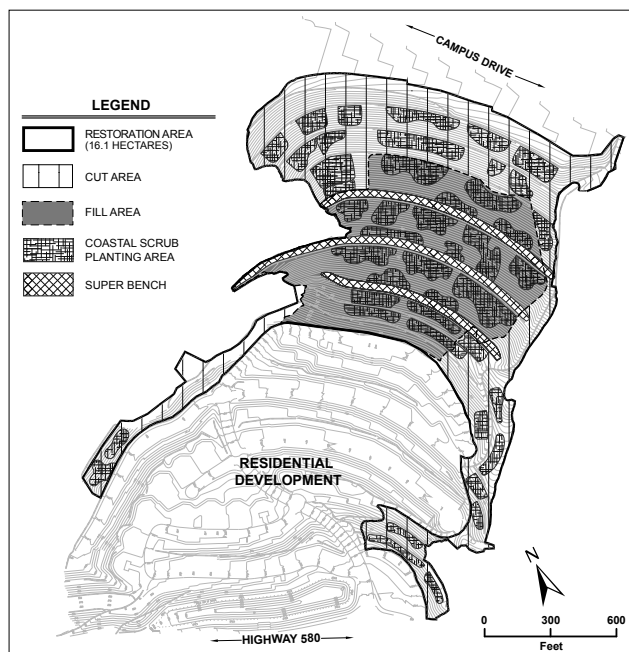 CAMPUS DRIVE
LEGEND
RESTORATION AREA
(16.1 HECTARES)
CUT AREA
FILL AREA
COASTAL SCRUB
PLANTING AREA
SUPER BENCH
RESIDENTIAL
DEVELOPMENT
N
0 300 600
Feet
HIGHWAY 580